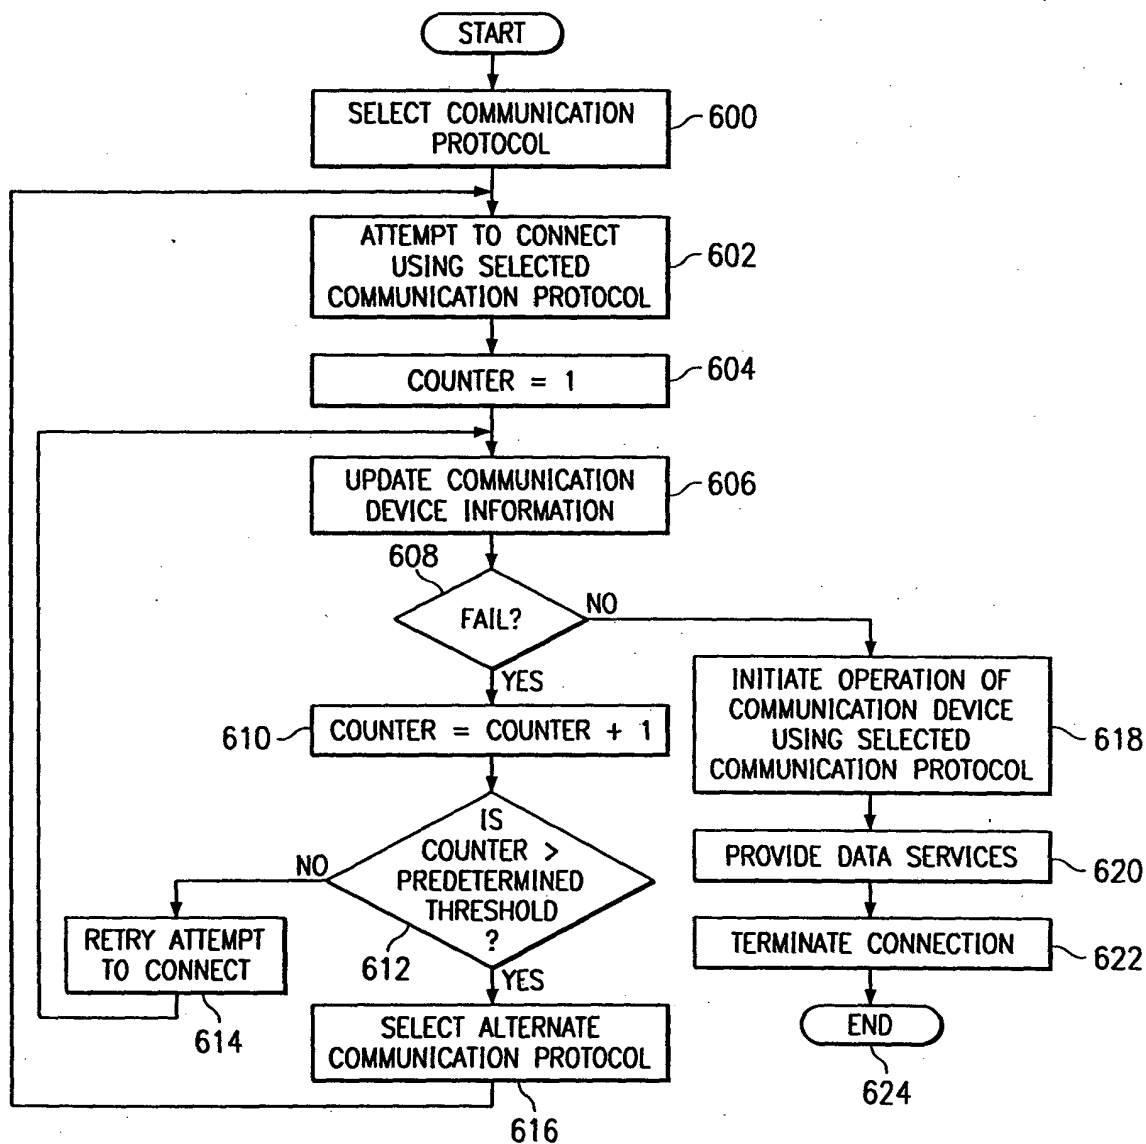 START
SELECT COMMUNICATION
PROTOCOL
600
ATTEMPT TO CONNECT
USING SELECTED
COMMUNICATION PROTOCOL
602
COUNTER = 1
604
UPDATE COMMUNICATION
DEVICE INFORMATION
606
608
FAIL?
NO
YES
COUNTER = COUNTER + 1
610
IS
COUNTER >
PREDETERMINED
THRESHOLD
?
612
NO
YES
RETRY ATTEMPT
TO CONNECT
614
SELECT ALTERNATE
COMMUNICATION PROTOCOL
616
INITIATE OPERATION OF
COMMUNICATION DEVICE
USING SELECTED
COMMUNICATION PROTOCOL
618
PROVIDE DATA SERVICES
620
TERMINATE CONNECTION
622
END
624